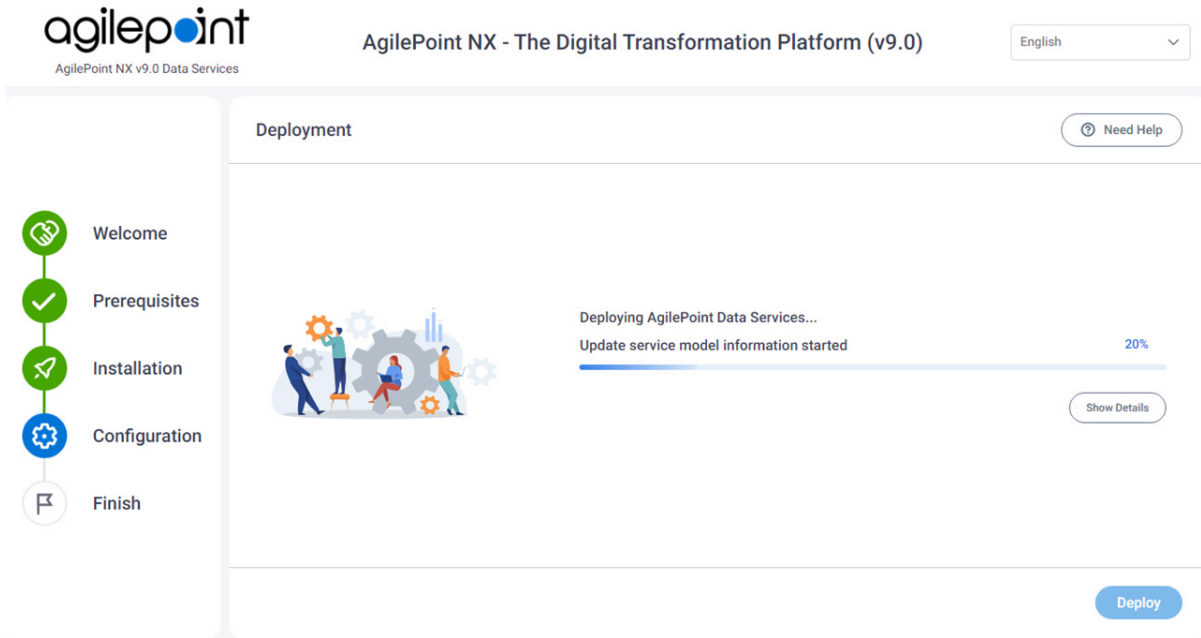 agilepoint
AgilePoint NX v9.0 Data Services
AgilePoint NX - The Digital Transformation Platform (v9.0)
English
Deployment
Need Help
Welcome
Prerequisites
Installation
Configuration
Finish
Deploying AgilePoint Data Services...
Update service model information started
20%
Show Details
Deploy